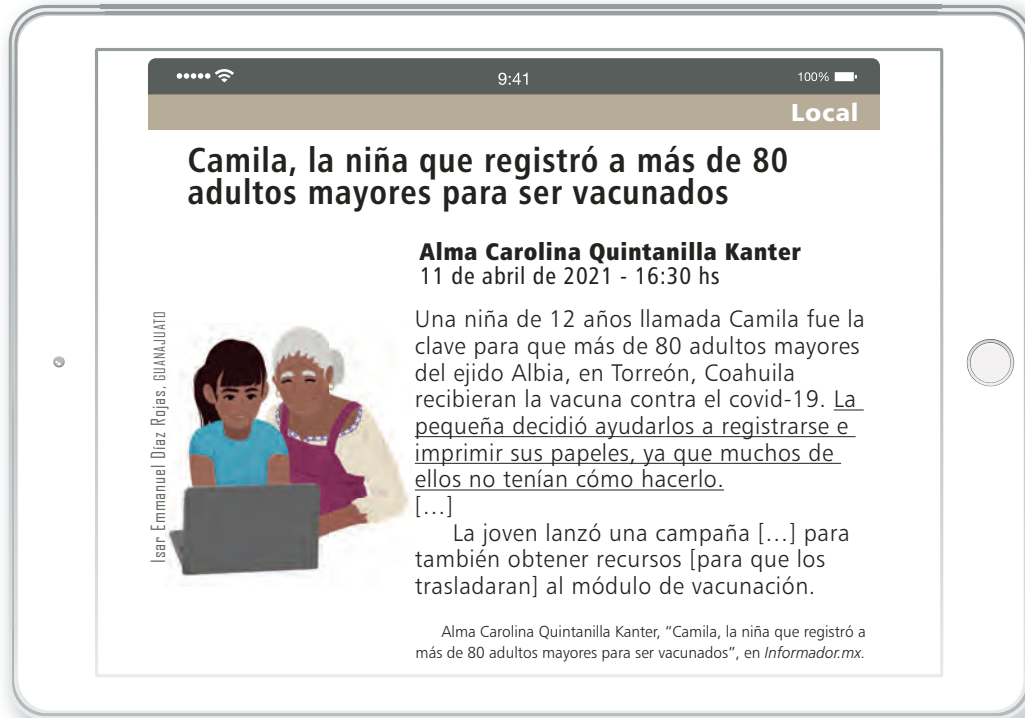 9:41
100%
Local
Camila, la niña que registró a más de 80
adultos mayores para ser vacunados
Alma Carolina Quintanilla Kanter
11 de abril de 2021 - 16:30 hs
Isar Emmanuel Díaz Rojas, GUANAJUATO
Una niña de 12 años llamada Camila fue la
clave para que más de 80 adultos mayores
del ejido Albia, en Torreón, Coahuila
recibieran la vacuna contra el covid-19. La
pequeña decidió ayudarlos a registrarse e
imprimir sus papeles, ya que muchos de
ellos no tenían cómo hacerlo.
[…]
La joven lanzó una campaña […] para
también obtener recursos [para que los
trasladaran] al módulo de vacunación.
Alma Carolina Quintanilla Kanter, “Camila, la niña que registró a
más de 80 adultos mayores para ser vacunados”, en Informador.mx.